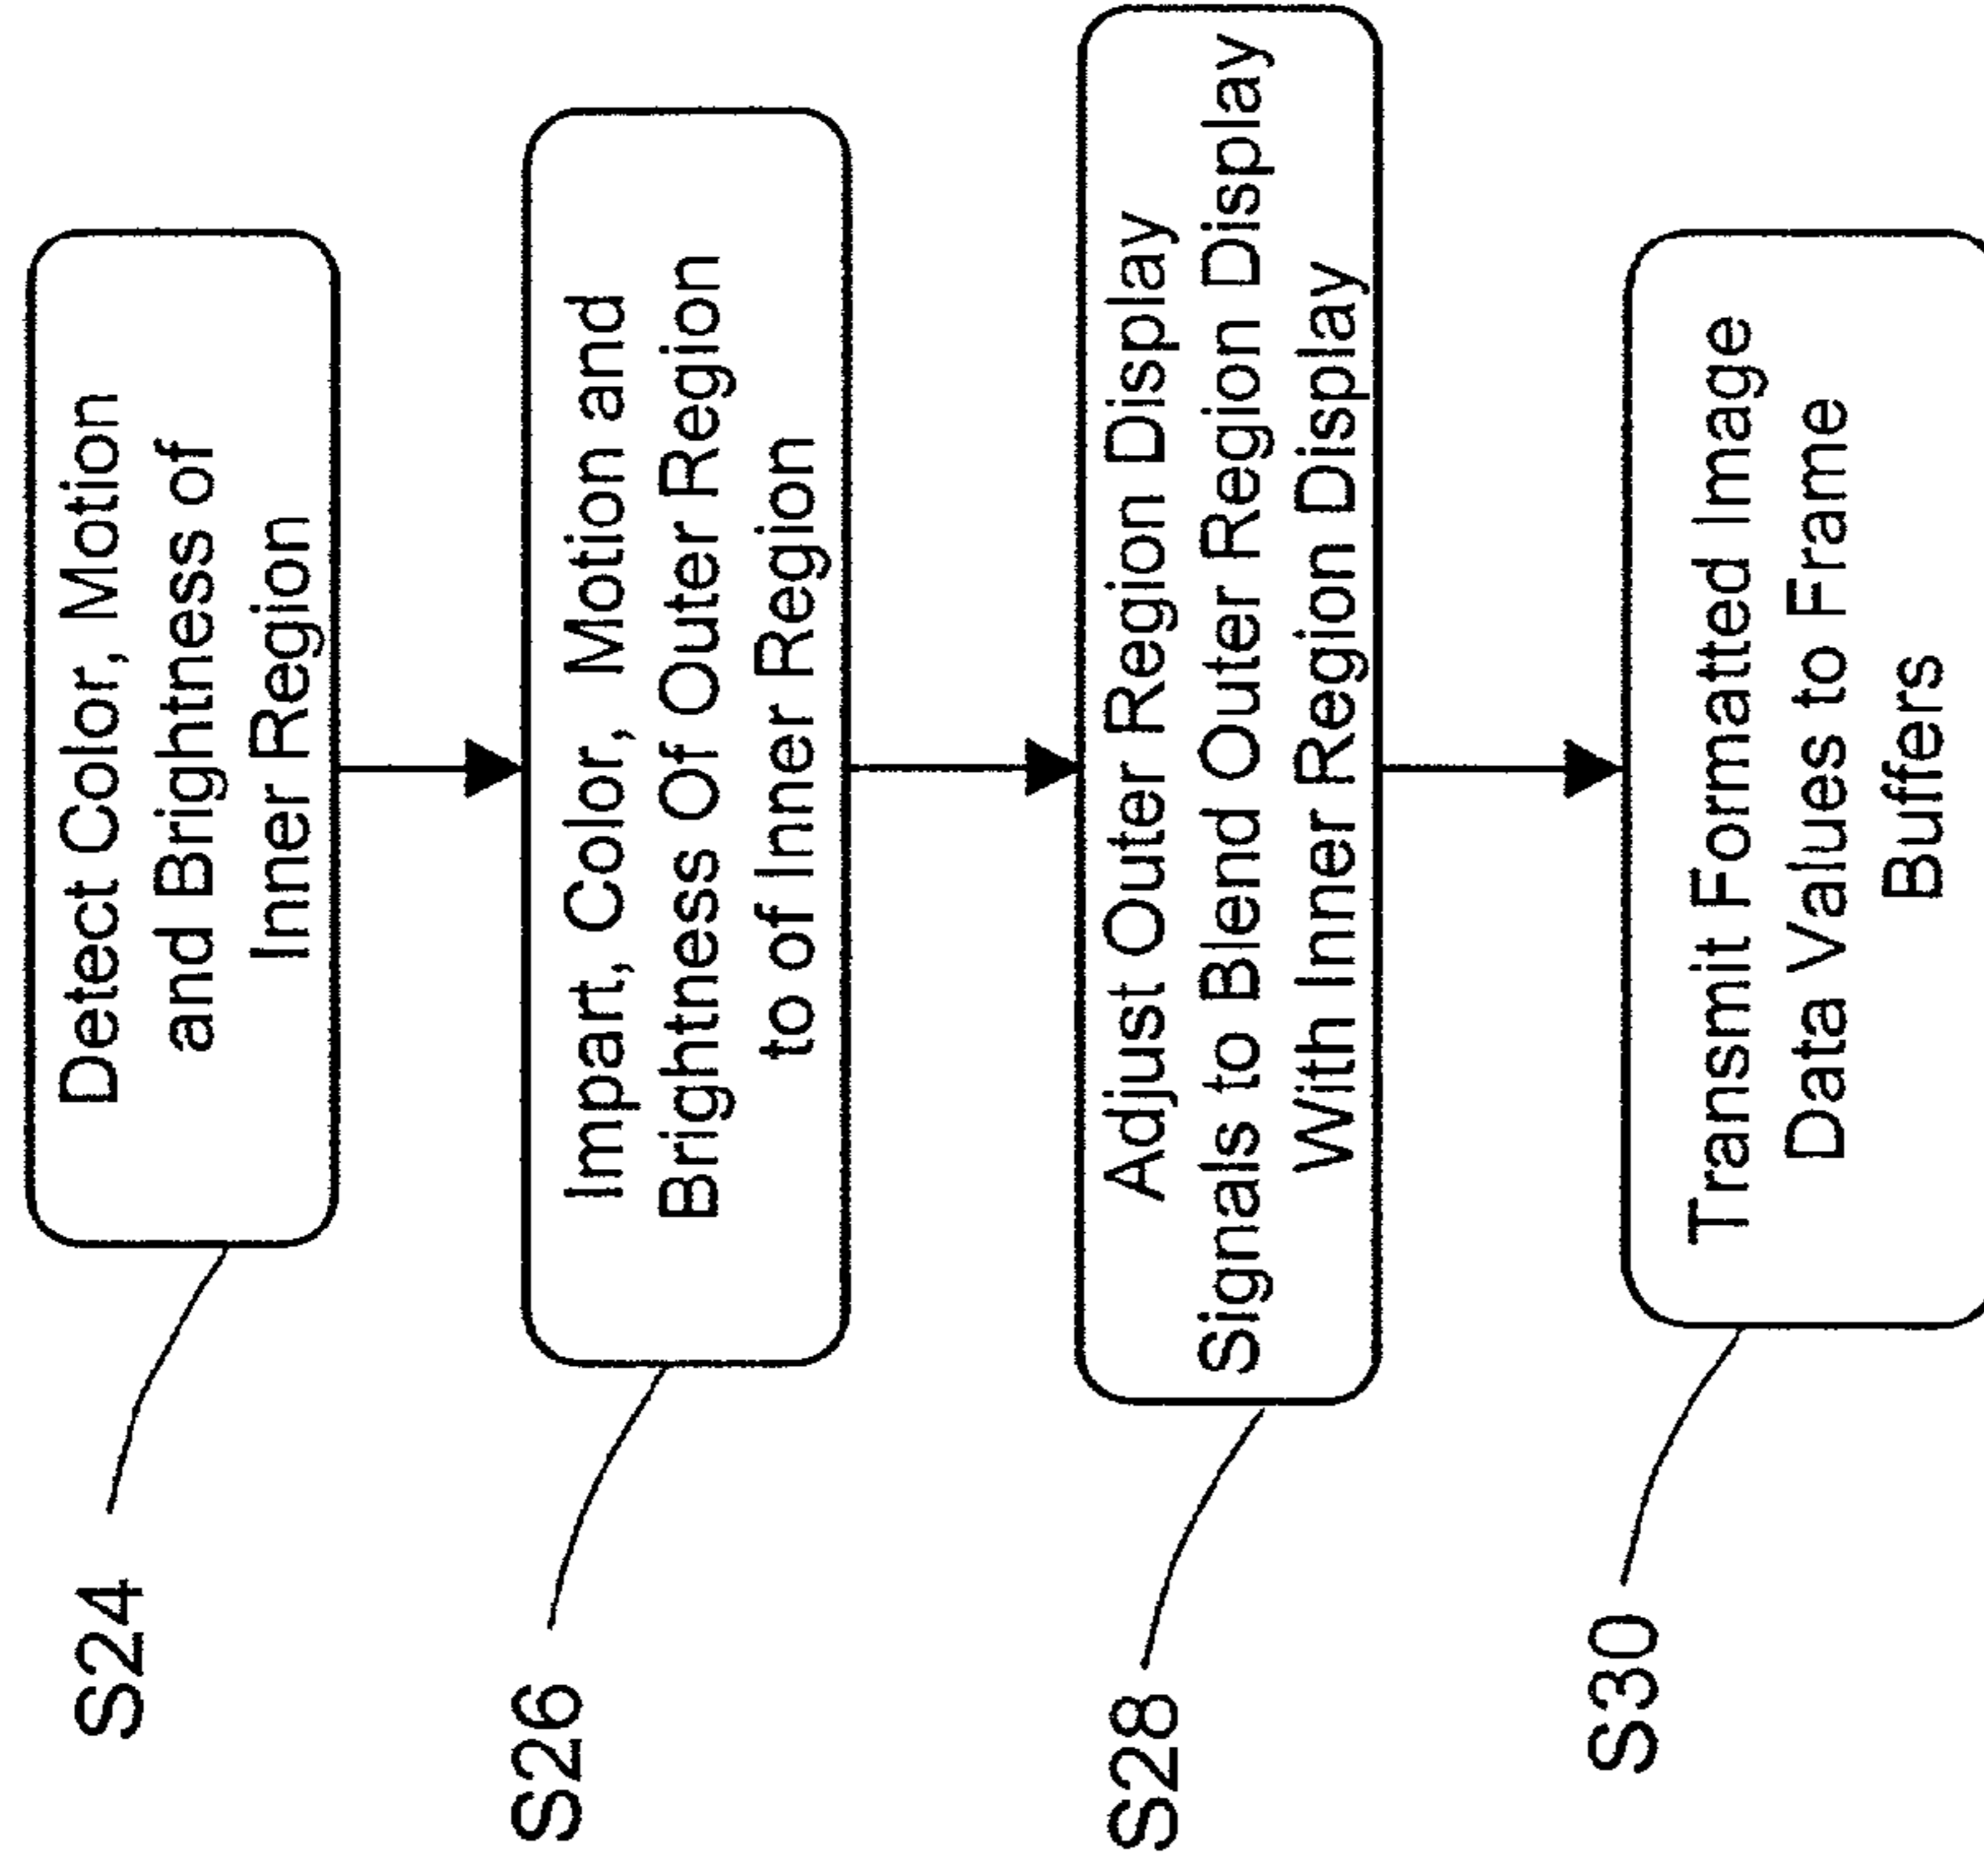 S24
Detect Color, Motion
and Brightness of
Inner Region
S26
Impart, Color, Motion and
Brightness Of Outer Region
to of Inner Region
S28
Adjust Outer Region Display
Signals to Blend Outer Region Display
With Inner Region Display
S30
Transmit Formatted Image
Data Values to Frame
Buffers